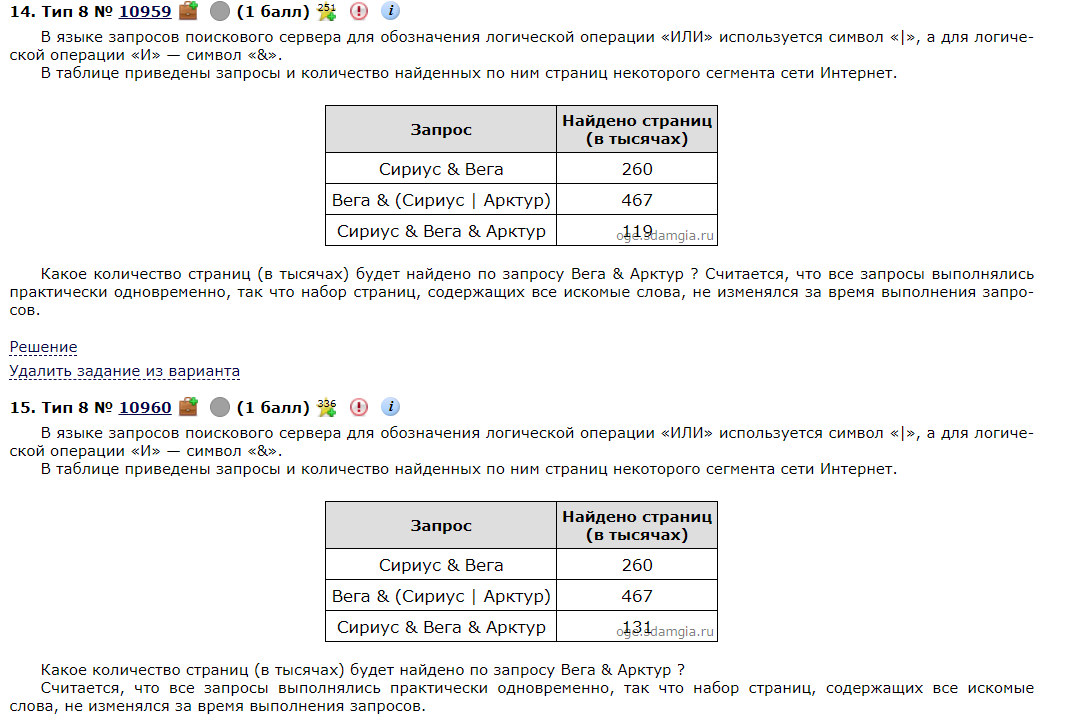 14. Тип 8 № 10959 (1 балл) 251
В языке запросов поискового сервера для обозначения логической операции «ИЛИ» используется символ «|», а для логиче-
ской операции «И» — символ «&».
В таблице приведены запросы и количество найденных по ним страниц некоторого сегмента сети Интернет.
Запрос Найдено страниц
(в тысячах)
Сириус & Вега 260
Вега & (Сириус | Арктур) 467
Сириус & Вега & Арктур 119
oge.sdamgia.ru
Какое количество страниц (в тысячах) будет найдено по запросу Вега & Арктур ? Считается, что все запросы выполнялись
практически одновременно, так что набор страниц, содержащих все искомые слова, не изменялся за время выполнения запро-
сов.
Решение
Удалить задание из варианта
15. Тип 8 № 10960 (1 балл) 336
В языке запросов поискового сервера для обозначения логической операции «ИЛИ» используется символ «|», а для логиче-
ской операции «И» — символ «&».
В таблице приведены запросы и количество найденных по ним страниц некоторого сегмента сети Интернет.
Запрос Найдено страниц
(в тысячах)
Сириус & Вега 260
Вега & (Сириус | Арктур) 467
Сириус & Вега & Арктур 131
oge.sdamgia.ru
Какое количество страниц (в тысячах) будет найдено по запросу Вега & Арктур ?
Считается, что все запросы выполнялись практически одновременно, так что набор страниц, содержащих все искомые
слова, не изменялся за время выполнения запросов.